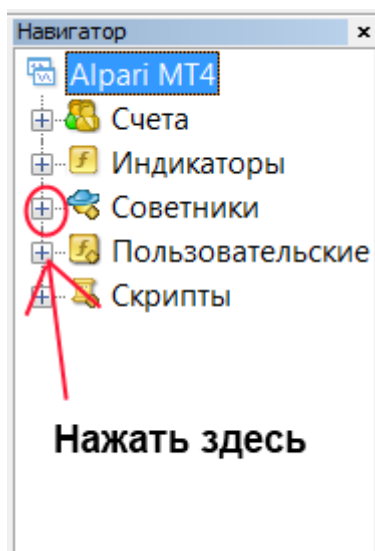 Навигатор
Alpari MT4
Счета
Индикаторы
Советники
Пользовательские
Скрипты
Нажать здесь